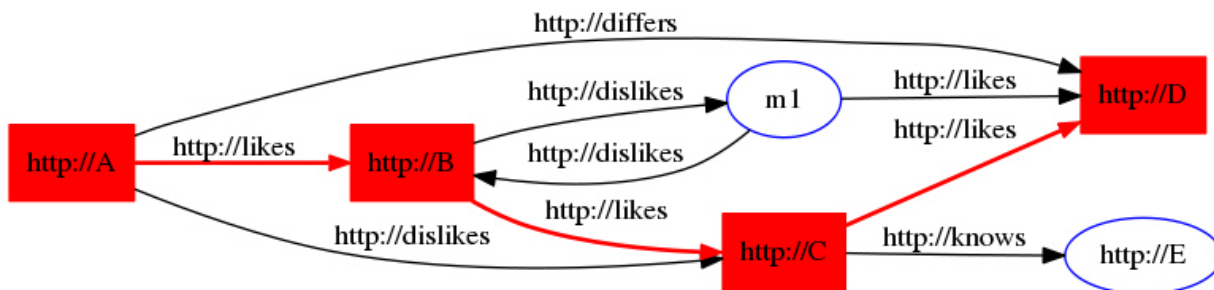 http://differs
http://dislikes
m1
http://likes
http://D
http://likes
http://A
http://likes
http://B
http://dislikes
http://likes
http://dislikes
http://C
http://knows
http://E